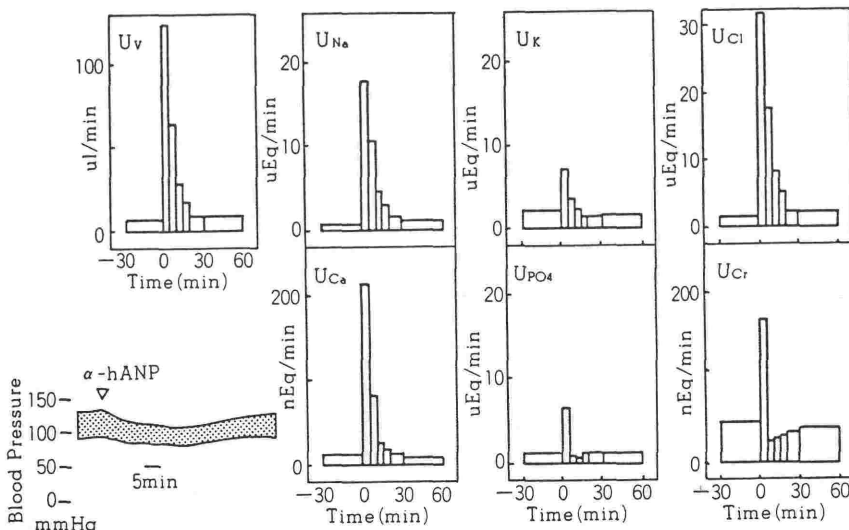 Uv
100
0
ul/min
−30 0 30 60
Time(min)
UNa
20
10
0
uEq/min
UK
20
10
0
uEq/min
UCl
30
20
10
0
uEq/min
UCa
200
0
nEq/min
−30 0 30 60
Time(min)
UPO4
20
10
0
uEq/min
−30 0 30 60
Time(min)
UCr
200
0
nEq/min
−30 0 30 60
Time(min)
α-hANP
150
100
50
0
Blood Pressure
mmHg
5min